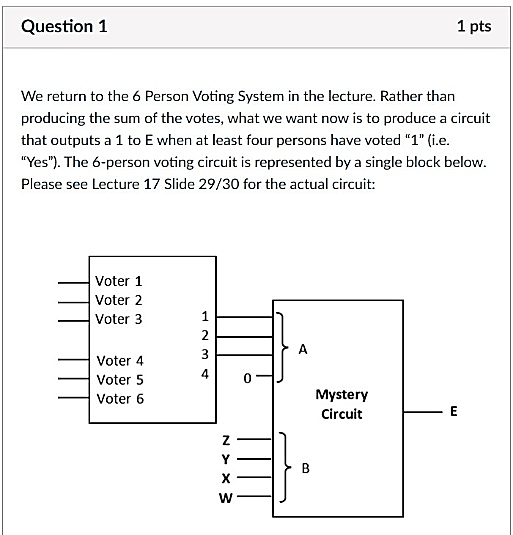 Question 1 1 pts
We return to the 6 Person Voting System in the lecture. Rather than
producing the sum of the votes, what we want now is to produce a circuit
that outputs a 1 to E when at least four persons have voted “1” (i.e.
“Yes”). The 6-person voting circuit is represented by a single block below.
Please see Lecture 17 Slide 29/30 for the actual circuit:
Voter 1
Voter 2
Voter 3 1
2
3
Voter 4 4
Voter 5 0
Voter 6
A
Mystery
Circuit
E
Z
Y
X
W
B